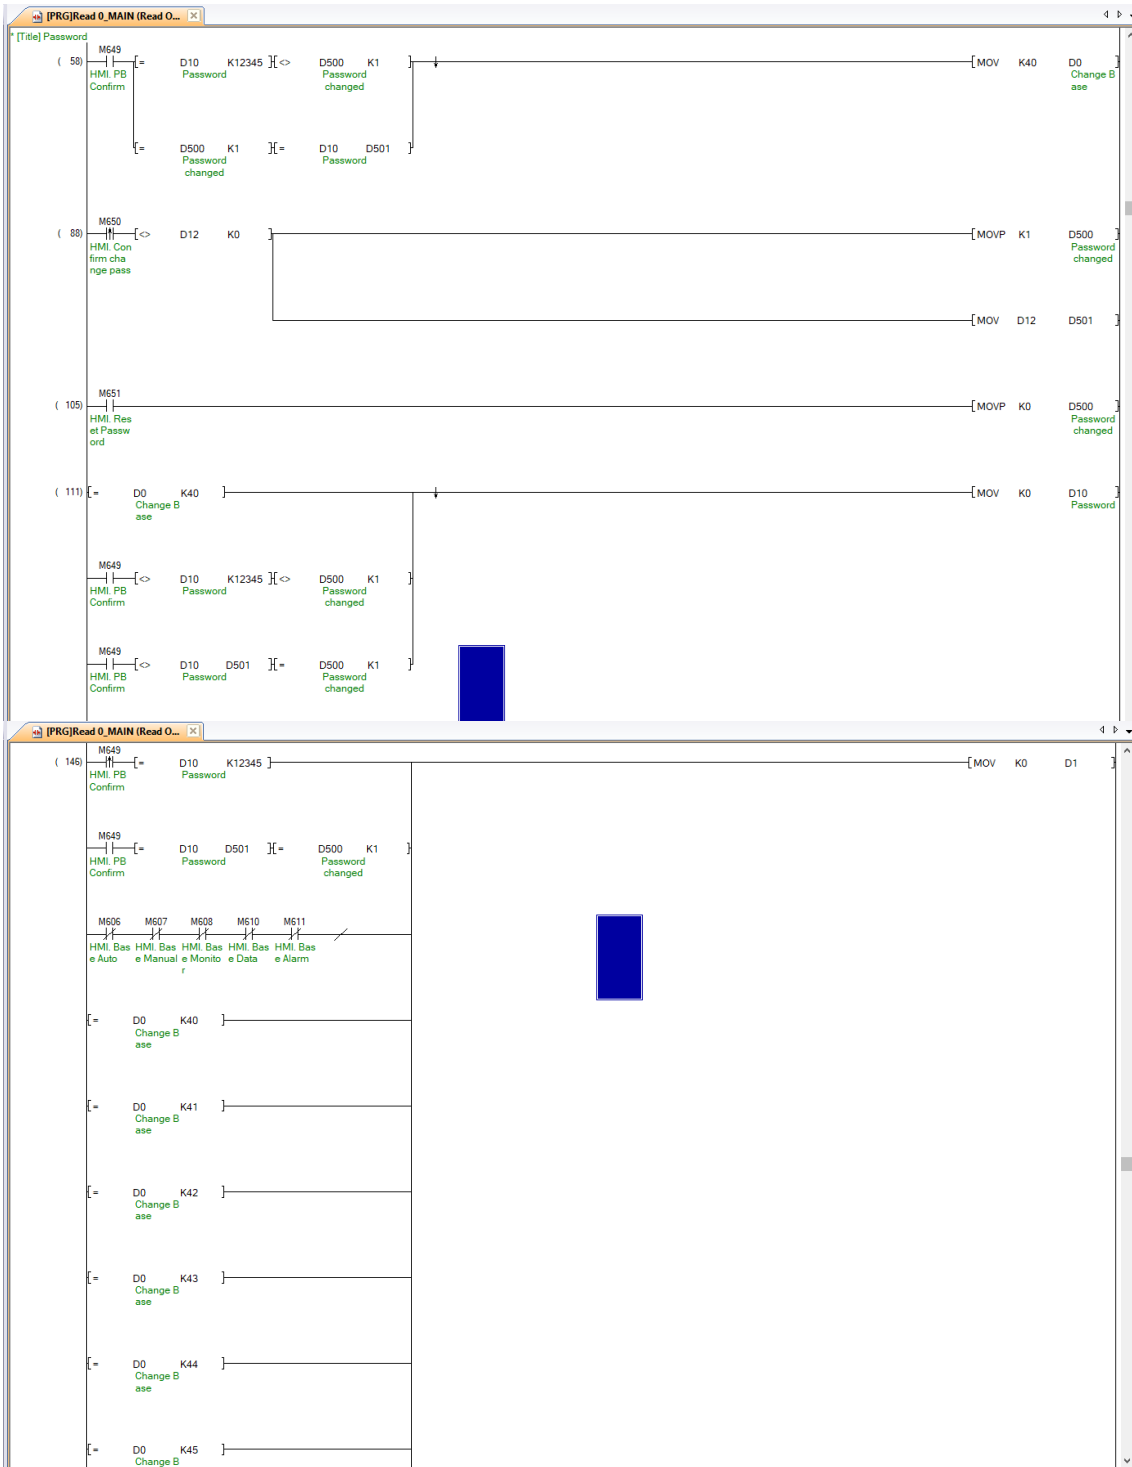 [PRG]Read 0_MAIN (Read O...
* [Title] Password
M649
( 58) [= D10 K12345 ][<> D500 K1 ] [MOV K40 D0 ]
HMI. PB Password Password Change B
Confirm changed ase
[= D500 K1 ][= D10 D501 ]
Password Password
changed
M650
( 88) [<> D12 K0 ] [MOVP K1 D500 ]
HMI. Con Password
firm cha changed
nge pass
[MOV D12 D501 ]
M651
( 105) [MOVP K0 D500 ]
HMI. Res Password
et Passw changed
ord
( 111) [= D0 K40 ] [MOV K0 D10 ]
Change B Password
ase
M649
[<> D10 K12345 ][<> D500 K1 ]
HMI. PB Password Password
Confirm changed
M649
[<> D10 D501 ][= D500 K1 ]
HMI. PB Password Password
Confirm changed
[PRG]Read 0_MAIN (Read O...
M649
( 146) [= D10 K12345 ] [MOV K0 D1 ]
HMI. PB Password
Confirm
M649
[= D10 D501 ][= D500 K1 ]
HMI. PB Password Password
Confirm changed
M606 M607 M608 M610 M611
HMI. Bas HMI. Bas HMI. Bas HMI. Bas HMI. Bas
e Auto e Manual e Monito e Data e Alarm
r
[= D0 K40 ]
Change B
ase
[= D0 K41 ]
Change B
ase
[= D0 K42 ]
Change B
ase
[= D0 K43 ]
Change B
ase
[= D0 K44 ]
Change B
ase
[= D0 K45 ]
Change B